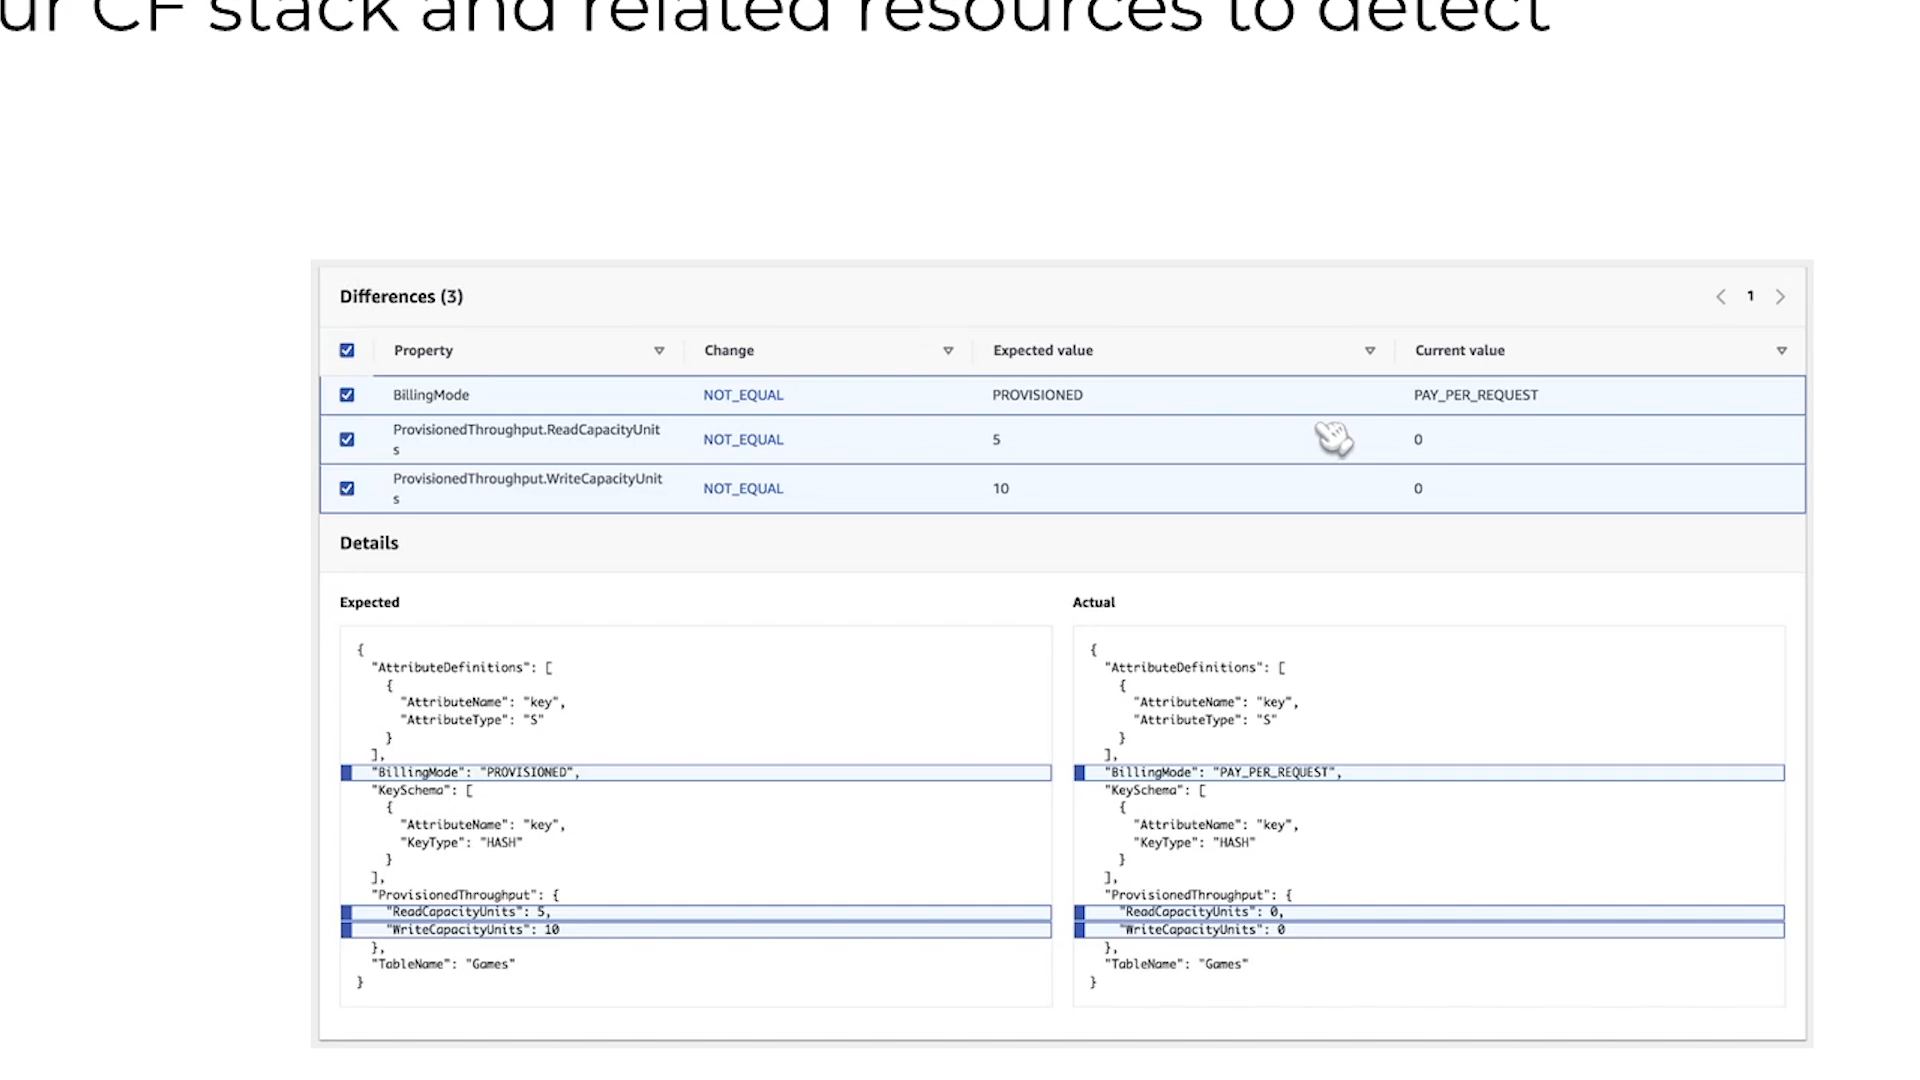 ur CF stack and related resources to detect
Differences (3)
1
Property Change Expected value Current value
BillingMode NOT_EQUAL PROVISIONED PAY_PER_REQUEST
ProvisionedThroughput.ReadCapacityUnit
s NOT_EQUAL 5 0
ProvisionedThroughput.WriteCapacityUnit
s NOT_EQUAL 10 0
Details
Expected
{
"AttributeDefinitions": [
{
"AttributeName": "key",
"AttributeType": "S"
}
],
"BillingMode": "PROVISIONED",
"KeySchema": [
{
"AttributeName": "key",
"KeyType": "HASH"
}
],
"ProvisionedThroughput": {
"ReadCapacityUnits": 5,
"WriteCapacityUnits": 10
},
"TableName": "Games"
}
Actual
{
"AttributeDefinitions": [
{
"AttributeName": "key",
"AttributeType": "S"
}
],
"BillingMode": "PAY_PER_REQUEST",
"KeySchema": [
{
"AttributeName": "key",
"KeyType": "HASH"
}
],
"ProvisionedThroughput": {
"ReadCapacityUnits": 0,
"WriteCapacityUnits": 0
},
"TableName": "Games"
}